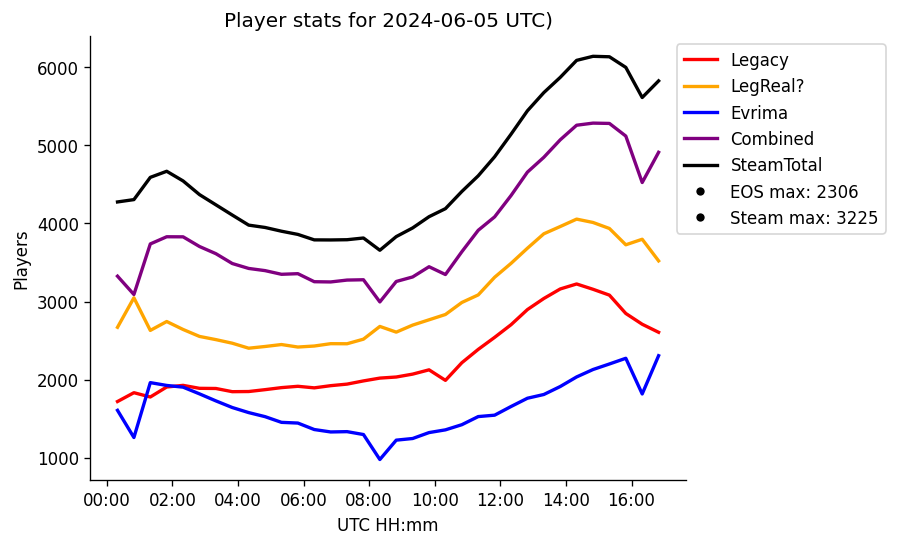 Player stats for 2024-06-05 UTC)
Players
6000
5000
4000
3000
2000
1000
00:00 02:00 04:00 06:00 08:00 10:00 12:00 14:00 16:00
UTC HH:mm
Legacy
LegReal?
Evrima
Combined
SteamTotal
EOS max: 2306
Steam max: 3225